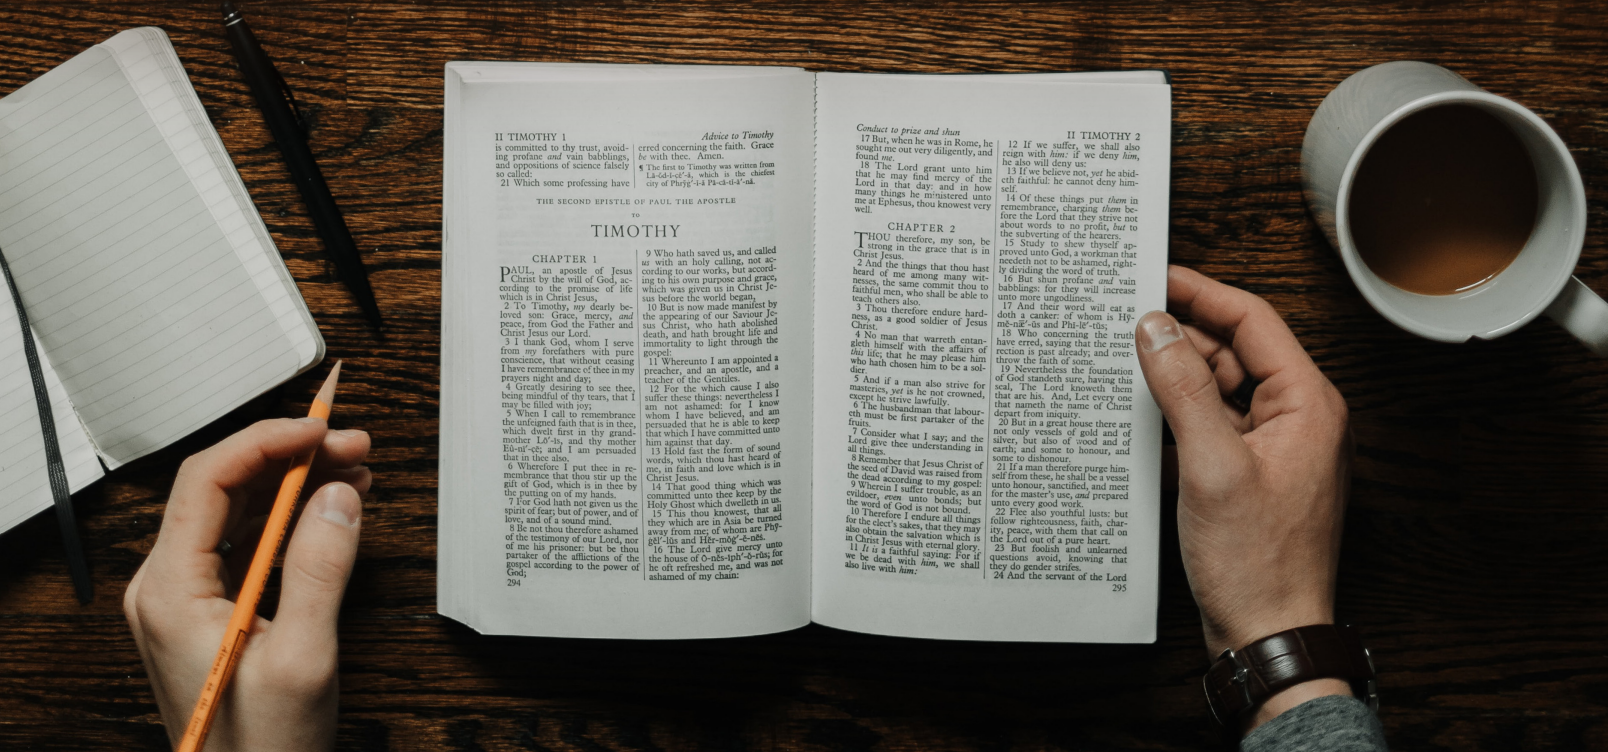 II TIMOTHY 1
Advice to Timothy
is committed to thy trust, avoid-
ing profane and vain babblings,
and oppositions of science falsely
so called:
21 Which some professing have
erred concerning the faith. Grace
be with thee. Amen.
¶ The first to Timothy was written from
Lā-ŏd-ĭ-cē'-ȧ, which is the chiefest
city of Phrўġ'-ĭ-ȧ Pă-cā-tĭ-ā'-nȧ.
THE SECOND EPISTLE OF PAUL THE APOSTLE
TO
TIMOTHY
CHAPTER 1
PAUL, an apostle of Jesus
Christ by the will of God, ac-
cording to the promise of life
which is in Christ Jesus,
2 To Timothy, my dearly be-
loved son: Grace, mercy, and
peace, from God the Father and
Christ Jesus our Lord.
3 I thank God, whom I serve
from my forefathers with pure
conscience, that without ceasing
I have remembrance of thee in my
prayers night and day;
4 Greatly desiring to see thee,
being mindful of thy tears, that I
may be filled with joy;
5 When I call to remembrance
the unfeigned faith that is in thee,
which dwelt first in thy grand-
mother Lō'-ĭs, and thy mother
Eū-nī'-çē; and I am persuaded
that in thee also.
6 Wherefore I put thee in re-
membrance that thou stir up the
gift of God, which is in thee by
the putting on of my hands.
7 For God hath not given us the
spirit of fear; but of power, and of
love, and of a sound mind.
8 Be not thou therefore ashamed
of the testimony of our Lord, nor
of me his prisoner: but be thou
partaker of the afflictions of the
gospel according to the power of
God;
294
9 Who hath saved us, and called
us with an holy calling, not ac-
cording to our works, but accord-
ing to his own purpose and grace,
which was given us in Christ Je-
sus before the world began,
10 But is now made manifest by
the appearing of our Saviour Je-
sus Christ, who hath abolished
death, and hath brought life and
immortality to light through the
gospel:
11 Whereunto I am appointed a
preacher, and an apostle, and a
teacher of the Gentiles.
12 For the which cause I also
suffer these things: nevertheless I
am not ashamed: for I know
whom I have believed, and am
persuaded that he is able to keep
that which I have committed unto
him against that day.
13 Hold fast the form of sound
words, which thou hast heard of
me, in faith and love which is in
Christ Jesus.
14 That good thing which was
committed unto thee keep by the
Holy Ghost which dwelleth in us.
15 This thou knowest, that all
they which are in Asia be turned
away from me; of whom are Phȳ-
gĕl'-lŭs and Hĕr-mŏġ'-ĕ-nēs.
16 The Lord give mercy unto
the house of Ŏ-nĕs-ĭph'-ŏ-rŭs; for
he oft refreshed me, and was not
ashamed of my chain:
Conduct to prize and shun
II TIMOTHY 2
17 But, when he was in Rome, he
sought me out very diligently, and
found me.
18 The Lord grant unto him
that he may find mercy of the
Lord in that day: and in how
many things he ministered unto
me at Ephesus, thou knowest very
well.
CHAPTER 2
THOU therefore, my son, be
strong in the grace that is in
Christ Jesus.
2 And the things that thou hast
heard of me among many wit-
nesses, the same commit thou to
faithful men, who shall be able to
teach others also.
3 Thou therefore endure hard-
ness, as a good soldier of Jesus
Christ.
4 No man that warreth entan-
gleth himself with the affairs of
this life; that he may please him
who hath chosen him to be a sol-
dier.
5 And if a man also strive for
masteries, yet is he not crowned,
except he strive lawfully.
6 The husbandman that labour-
eth must be first partaker of the
fruits.
7 Consider what I say; and the
Lord give thee understanding in
all things.
8 Remember that Jesus Christ of
the seed of David was raised from
the dead according to my gospel:
9 Wherein I suffer trouble, as an
evildoer, even unto bonds; but
the word of God is not bound.
10 Therefore I endure all things
for the elect's sakes, that they may
also obtain the salvation which is
in Christ Jesus with eternal glory.
11 It is a faithful saying: For if
we be dead with him, we shall
also live with him:
12 If we suffer, we shall also
reign with him: if we deny him,
he also will deny us:
13 If we believe not, yet he abid-
eth faithful: he cannot deny him-
self.
14 Of these things put them in
remembrance, charging them be-
fore the Lord that they strive not
about words to no profit, but to
the subverting of the hearers.
15 Study to shew thyself ap-
proved unto God, a workman that
needeth not to be ashamed, right-
ly dividing the word of truth.
16 But shun profane and vain
babblings: for they will increase
unto more ungodliness.
17 And their word will eat as
doth a canker: of whom is Hȳ-
mē-næ̅'-ŭs and Phĭ-lē'-tŭs;
18 Who concerning the truth
have erred, saying that the resur-
rection is past already; and over-
throw the faith of some.
19 Nevertheless the foundation
of God standeth sure, having this
seal, The Lord knoweth them
that are his. And, Let every one
that nameth the name of Christ
depart from iniquity.
20 But in a great house there are
not only vessels of gold and of
silver, but also of wood and of
earth; and some to honour, and
some to dishonour.
21 If a man therefore purge him-
self from these, he shall be a vessel
unto honour, sanctified, and meet
for the master's use, and prepared
unto every good work.
22 Flee also youthful lusts: but
follow righteousness, faith, char-
ity, peace, with them that call on
the Lord out of a pure heart.
23 But foolish and unlearned
questions avoid, knowing that
they do gender strifes.
24 And the servant of the Lord
295